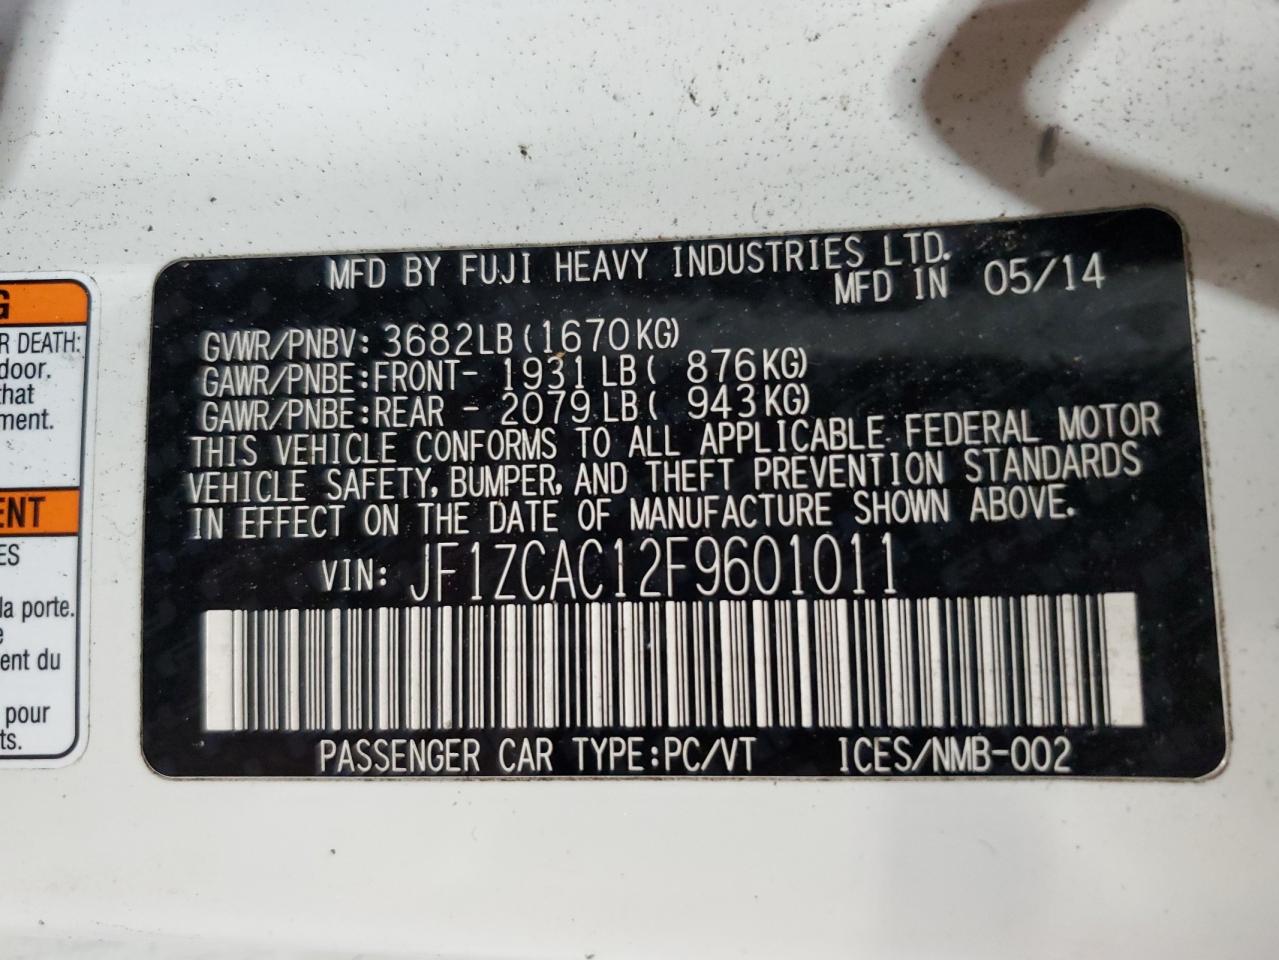 MFD BY FUJI HEAVY INDUSTRIES LTD.
MFD IN 05/14
GVWR/PNBV: 3682LB(1670KG)
GAWR/PNBE:FRONT- 1931LB( 876KG)
GAWR/PNBE:REAR - 2079LB( 943KG)
THIS VEHICLE CONFORMS TO ALL APPLICABLE FEDERAL MOTOR
VEHICLE SAFETY, BUMPER, AND THEFT PREVENTION STANDARDS
IN EFFECT ON THE DATE OF MANUFACTURE SHOWN ABOVE.
VIN: JF1ZCAC12F9601011
PASSENGER CAR TYPE:PC/VT ICES/NMB-002
G
R DEATH:
door.
that
ment.
ENT
ES
la porte.
e
ent du
pour
ts.